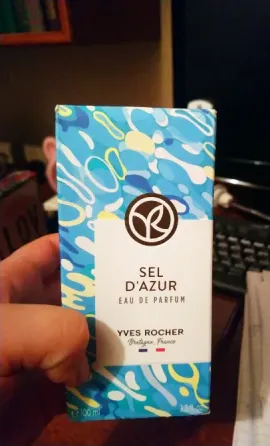 SEL
D'AZUR
EAU DE PARFUM
YVES ROCHER
Bretagne, France
℮ 100 ml